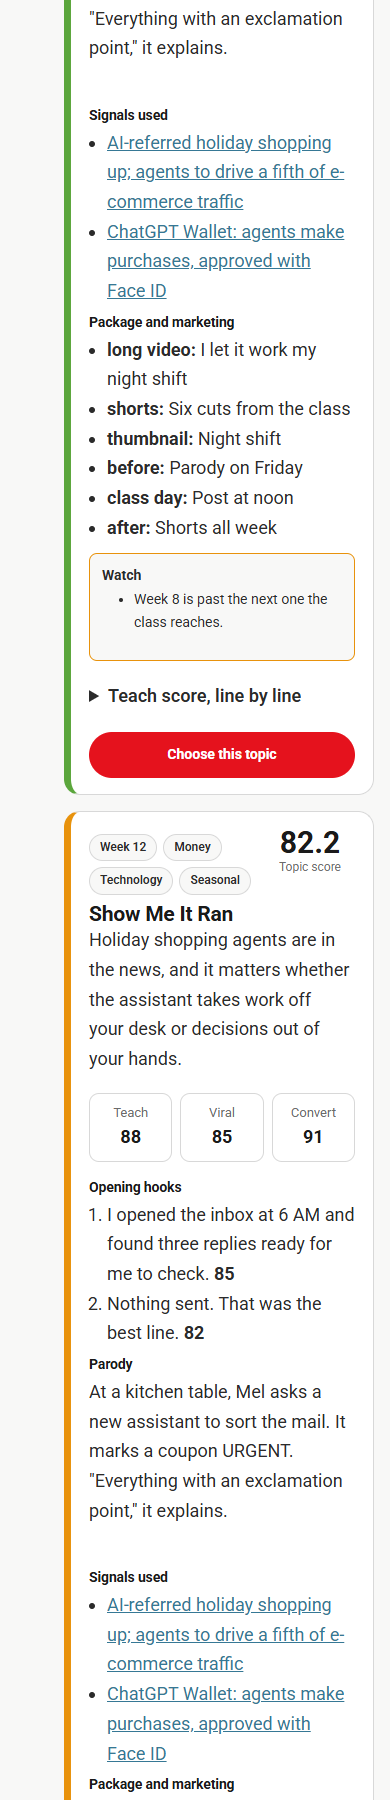 "Everything with an exclamation
point," it explains.
Signals used
• AI-referred holiday shopping
up; agents to drive a fifth of e-
commerce traffic
• ChatGPT Wallet: agents make
purchases, approved with
Face ID
Package and marketing
• long video: I let it work my
night shift
• shorts: Six cuts from the class
• thumbnail: Night shift
• before: Parody on Friday
• class day: Post at noon
• after: Shorts all week
Watch
• Week 8 is past the next one the
class reaches.
▶ Teach score, line by line
Choose this topic
Week 12 Money
82.2
Technology Seasonal
Topic score
Show Me It Ran
Holiday shopping agents are in
the news, and it matters whether
the assistant takes work off
your desk or decisions out of
your hands.
Teach Viral Convert
88 85 91
Opening hooks
1. I opened the inbox at 6 AM and
found three replies ready for
me to check. 85
2. Nothing sent. That was the
best line. 82
Parody
At a kitchen table, Mel asks a
new assistant to sort the mail. It
marks a coupon URGENT.
"Everything with an exclamation
point," it explains.
Signals used
• AI-referred holiday shopping
up; agents to drive a fifth of e-
commerce traffic
• ChatGPT Wallet: agents make
purchases, approved with
Face ID
Package and marketing